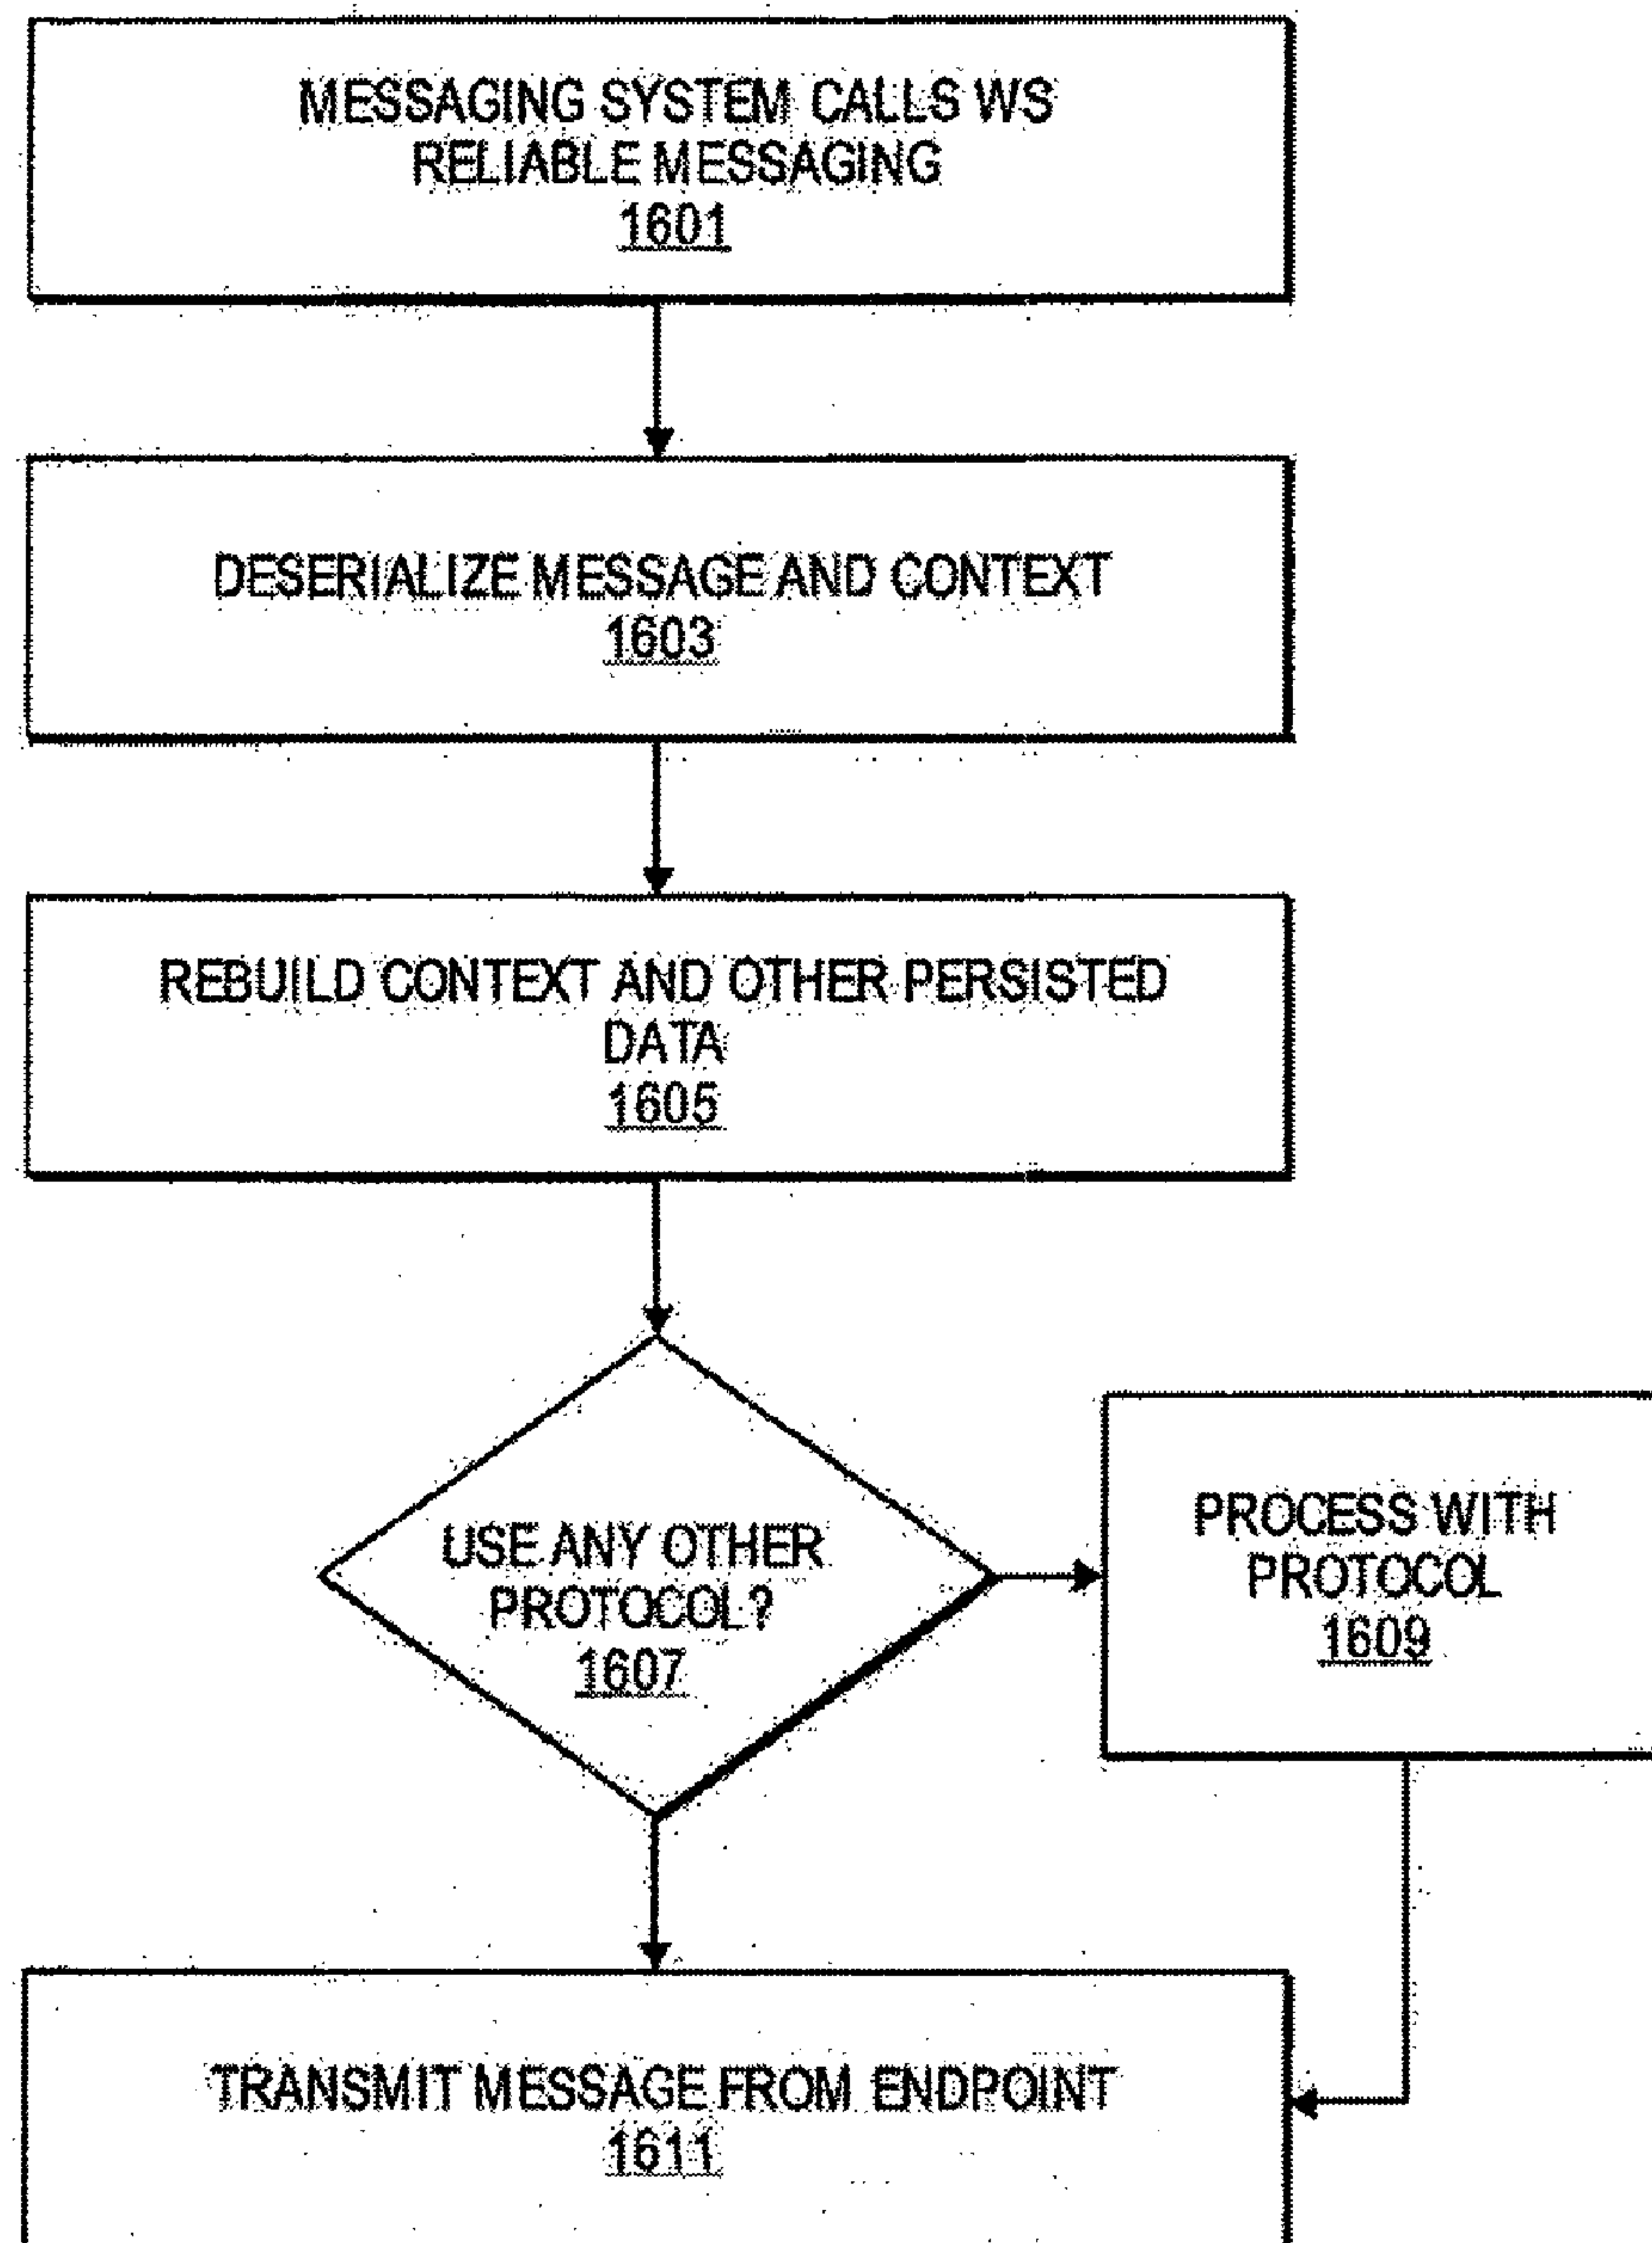 MESSAGING SYSTEM CALLS WS
RELIABLE MESSAGING
1601
DESERIALIZE MESSAGE AND CONTEXT
1603
REBUILD CONTEXT AND OTHER PERSISTED
DATA
1605
USE ANY OTHER
PROTOCOL?
1607
PROCESS WITH
PROTOCOL
1609
TRANSMIT MESSAGE FROM ENDPOINT
1611